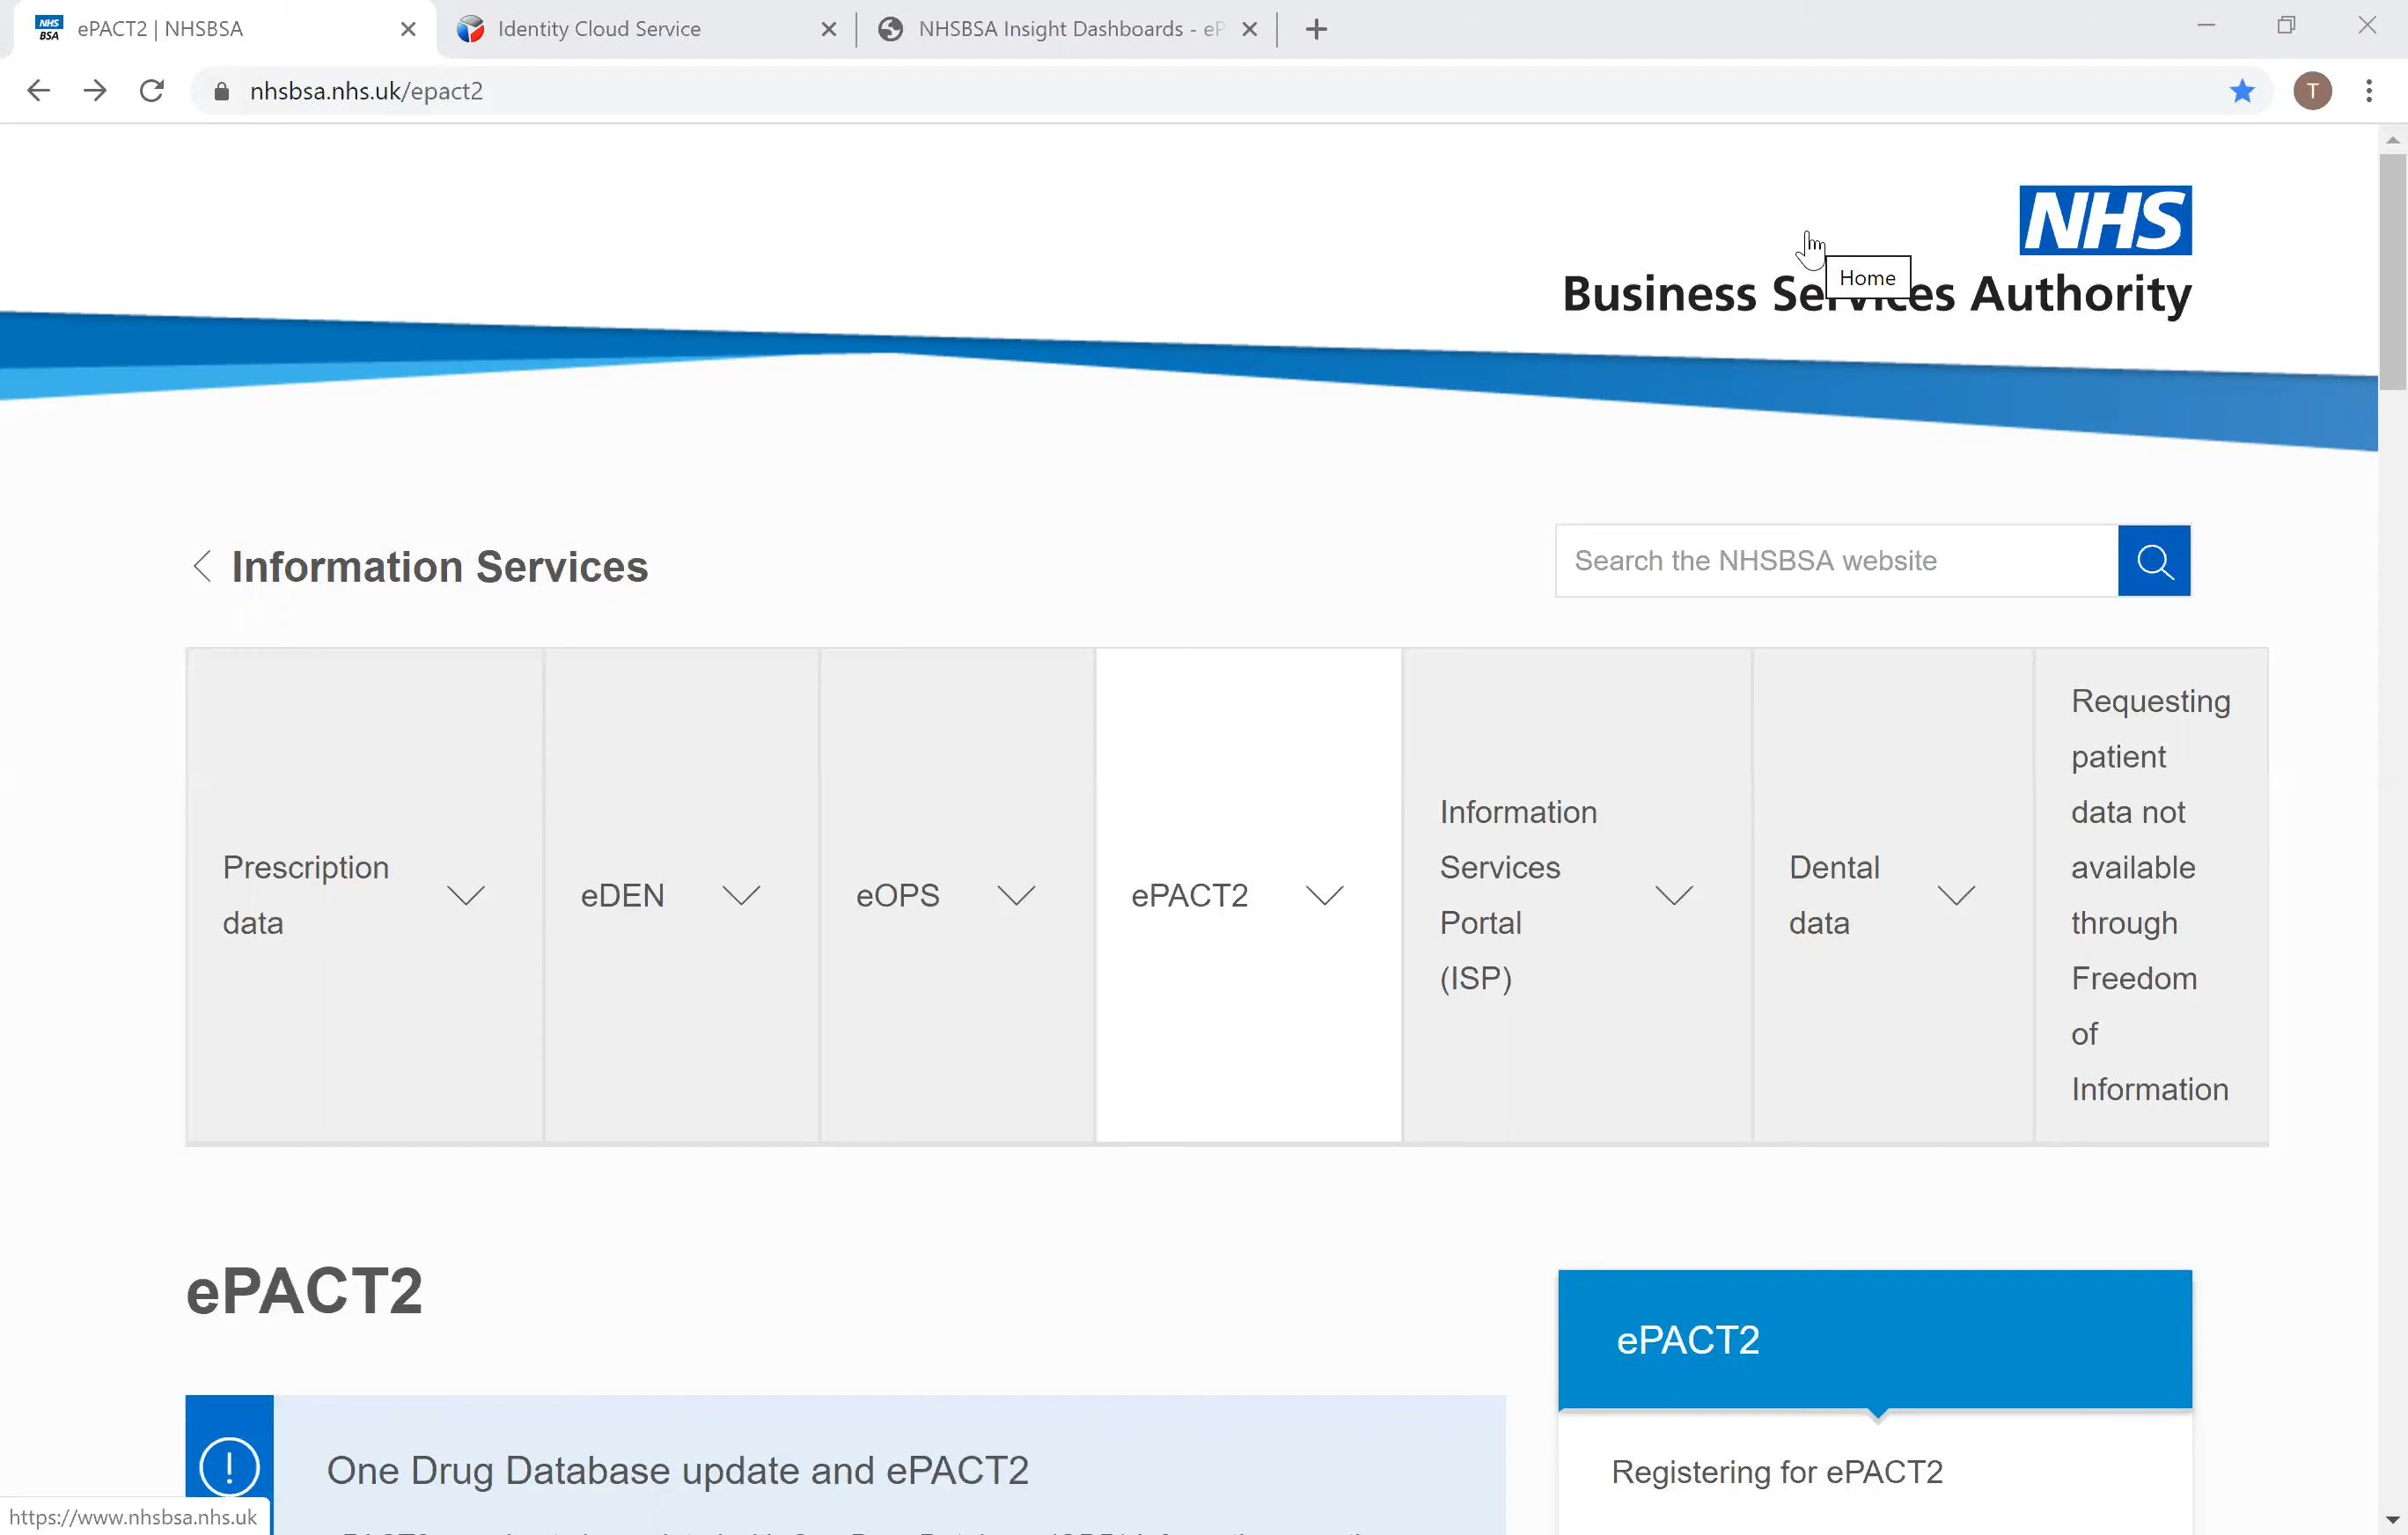 NHS BSA
ePACT2 | NHSBSA
Identity Cloud Service
NHSBSA Insight Dashboards - eP
nhsbsa.nhs.uk/epact2
T
NHS
Home
Business Services Authority
Information Services
Search the NHSBSA website
Prescription
data
eDEN
eOPS
ePACT2
Information
Services
Portal
(ISP)
Dental
data
Requesting
patient
data not
available
through
Freedom
of
Information
ePACT2
ePACT2
One Drug Database update and ePACT2
Registering for ePACT2
https://www.nhsbsa.nhs.uk